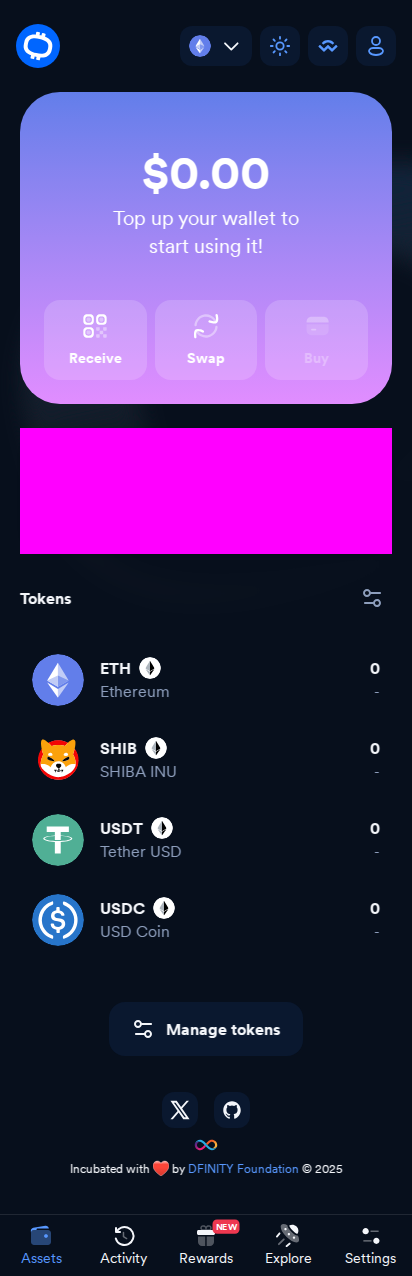 $0.00
Top up your wallet to
start using it!
Receive Swap Buy
Tokens
ETH 0
Ethereum -
SHIB 0
SHIBA INU -
USDT 0
Tether USD -
USDC 0
USD Coin -
Manage tokens
Incubated with ❤️ by DFINITY Foundation © 2025
NEW
Assets Activity Rewards Explore Settings